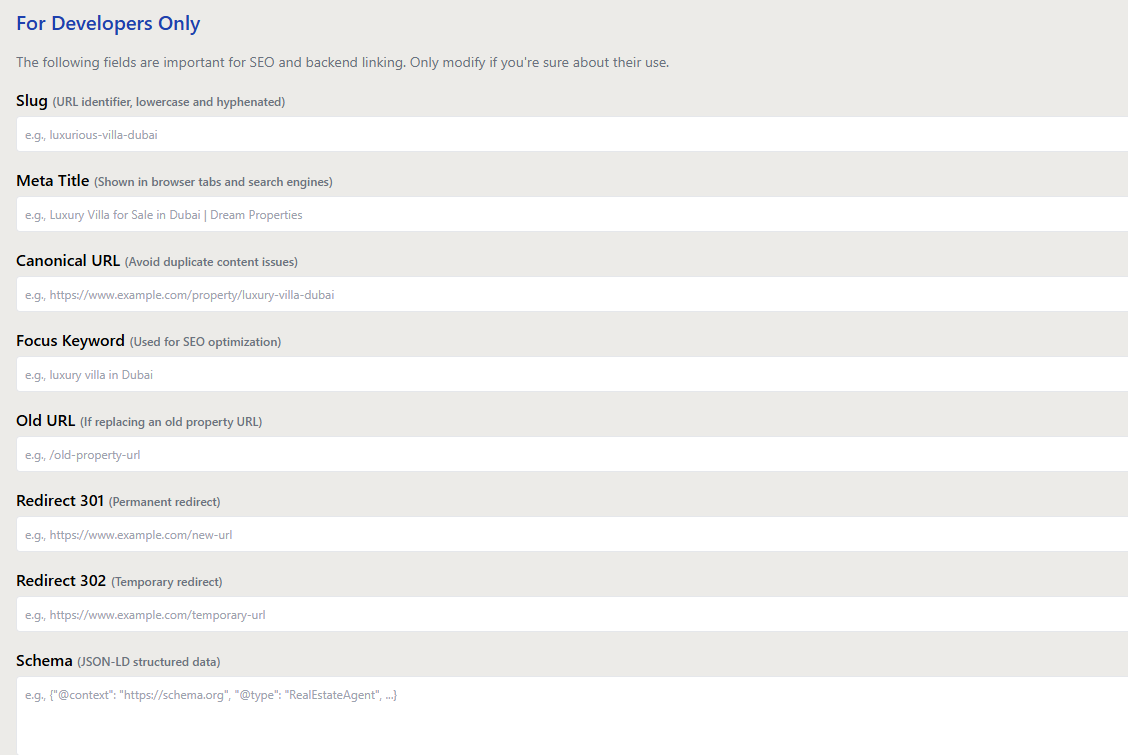 For Developers Only
The following fields are important for SEO and backend linking. Only modify if you're sure about their use.
Slug (URL identifier, lowercase and hyphenated)
e.g., luxurious-villa-dubai
Meta Title (Shown in browser tabs and search engines)
e.g., Luxury Villa for Sale in Dubai | Dream Properties
Canonical URL (Avoid duplicate content issues)
e.g., https://www.example.com/property/luxury-villa-dubai
Focus Keyword (Used for SEO optimization)
e.g., luxury villa in Dubai
Old URL (If replacing an old property URL)
e.g., /old-property-url
Redirect 301 (Permanent redirect)
e.g., https://www.example.com/new-url
Redirect 302 (Temporary redirect)
e.g., https://www.example.com/temporary-url
Schema (JSON-LD structured data)
e.g., {"@context": "https://schema.org", "@type": "RealEstateAgent", ...}